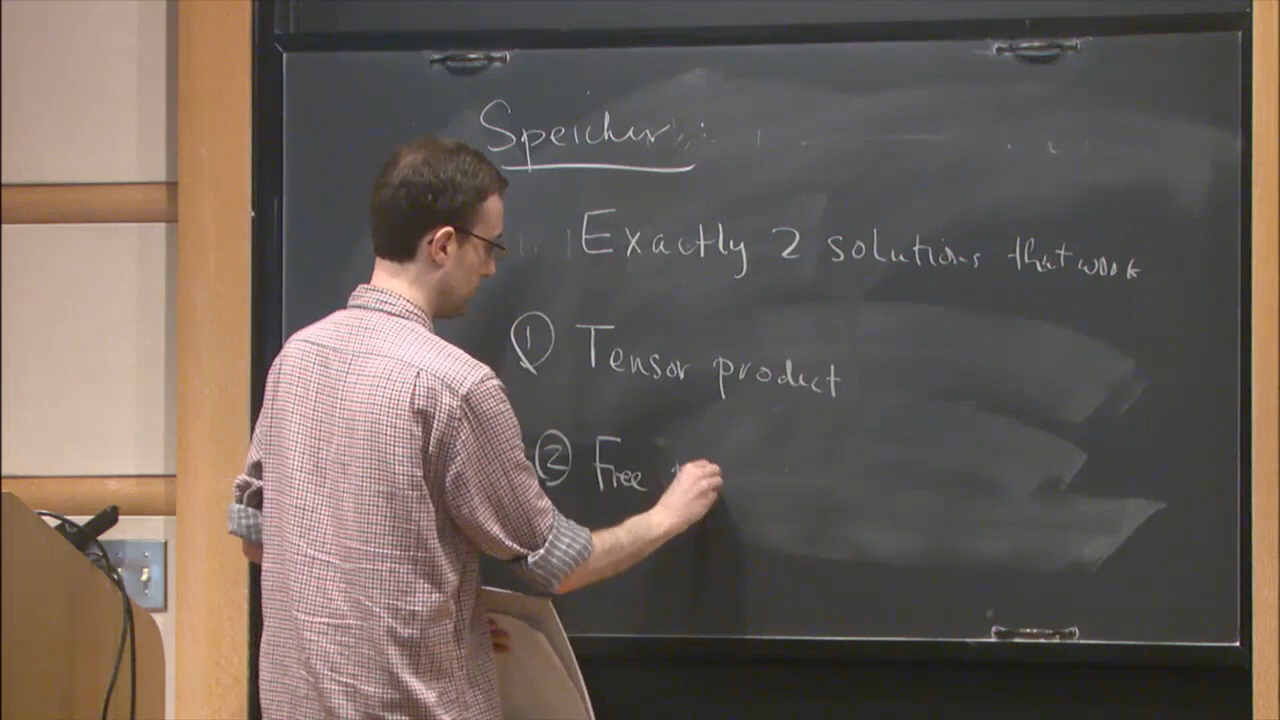 Speicher:
Exactly 2 solutions that work
① Tensor product
② Free